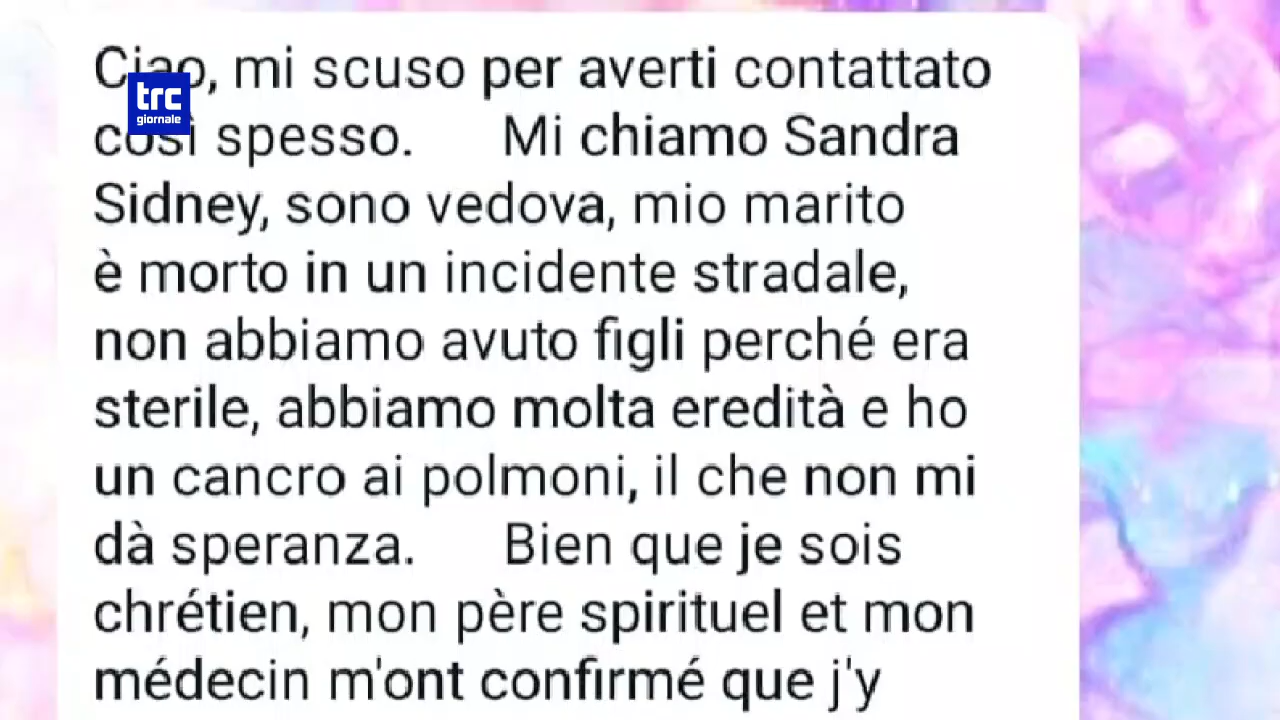 Ciao, mi scuso per averti contattato
trc
giornale
così spesso. Mi chiamo Sandra
Sidney, sono vedova, mio marito
è morto in un incidente stradale,
non abbiamo avuto figli perché era
sterile, abbiamo molta eredità e ho
un cancro ai polmoni, il che non mi
dà speranza. Bien que je sois
chrétien, mon père spirituel et mon
médecin m'ont confirmé que j'y